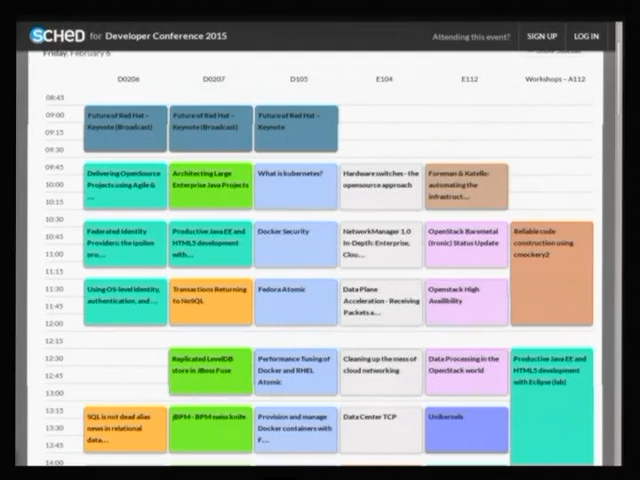 SCHED for Developer Conference 2015
Attending this event?
SIGN UP
LOG IN
Friday, February 6
D0206
D0207
D105
E104
E112
Workshops - A112
08:45
09:00
09:15
09:30
Future of Red Hat -
Keynote (Broadcast)
Future of Red Hat -
Keynote (Broadcast)
Future of Red Hat -
Keynote
09:45
10:00
10:15
Delivering OpenSource
Projects using Agile &
...
Architecting Large
Enterprise Java Projects
What is kubernetes?
Hardware switches - the
opensource approach
Foreman & Katello:
automating the
infrastruct...
10:30
10:45
11:00
11:15
Federated Identity
Providers: the Ipsilon
pro...
Productive Java EE and
HTML5 development
with...
Docker Security
NetworkManager 1.0
In-Depth: Enterprise,
Clou...
OpenStack Baremetal
(Ironic) Status Update
Reliable code
construction using
cmockery2
11:30
11:45
12:00
Using OS-level identity,
authentication, and ...
Transactions Returning
to NoSQL
Fedora Atomic
Data Plane
Acceleration - Receiving
Packets a...
Openstack High
Availibility
12:15
12:30
12:45
13:00
Replicated LevelDB
store in JBoss Fuse
Performance Tuning of
Docker and RHEL
Atomic
Cleaning up the mess of
cloud networking
Data Processing in the
OpenStack world
Productive Java EE and
HTML5 development
with Eclipse (lab)
13:15
13:30
13:45
14:00
SQL is not dead alias
news in relational
data...
jBPM - BPM swiss knife
Provision and manage
Docker containers with
F...
Data Center TCP
Unikernels